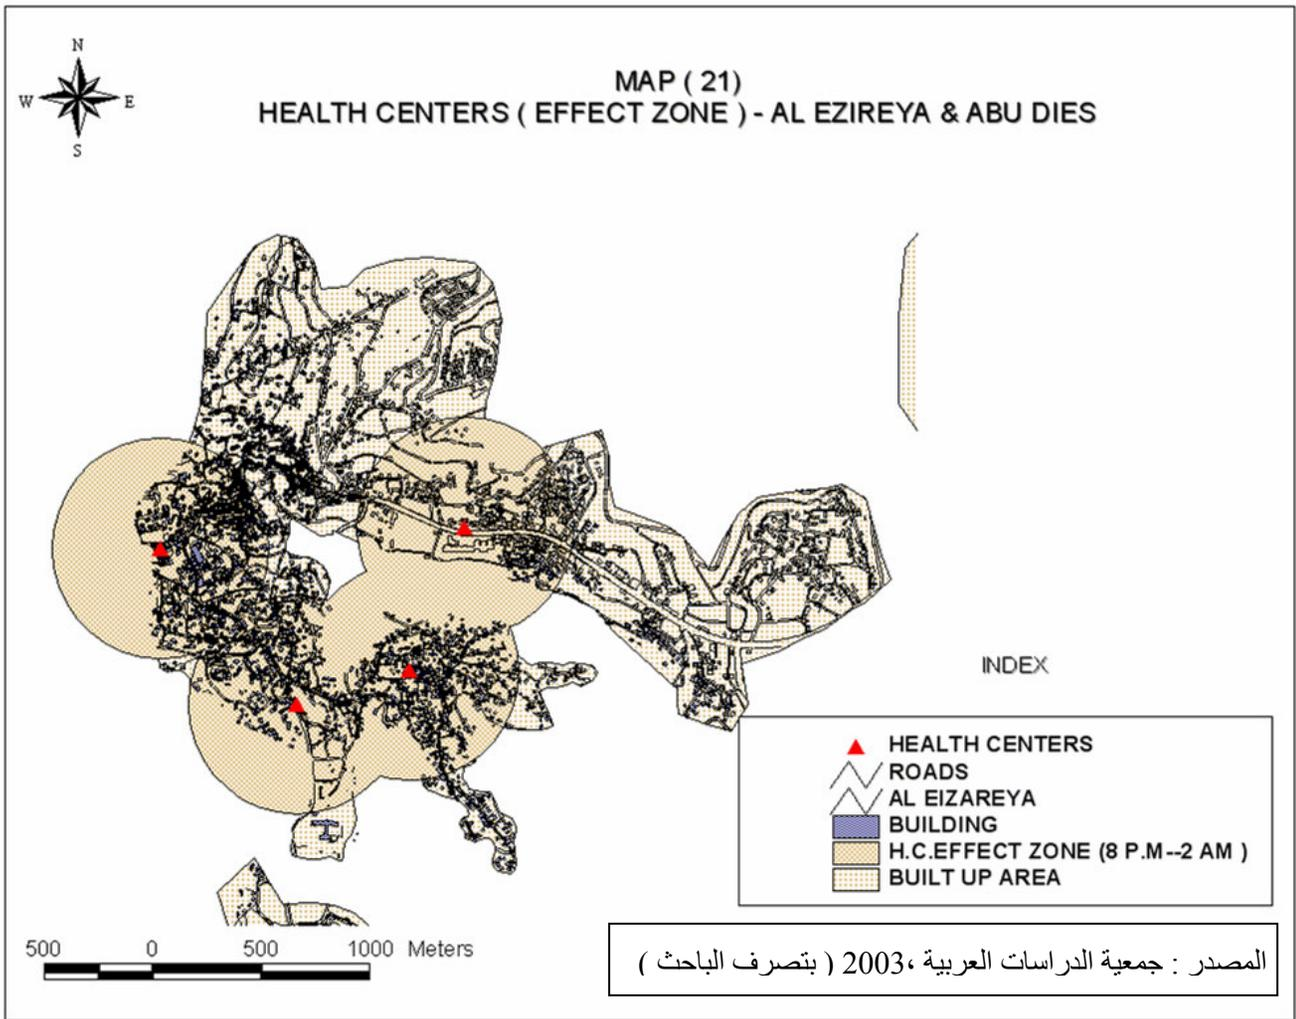 N
W E
S
MAP ( 21)
HEALTH CENTERS ( EFFECT ZONE ) - AL EZIREYA & ABU DIES
INDEX
HEALTH CENTERS
ROADS
AL EIZAREYA
BUILDING
H.C.EFFECT ZONE (8 P.M--2 AM )
BUILT UP AREA
500 0 500 1000 Meters
المصدر : جمعية الدراسات العربية ،2003 ( بتصرف الباحث )